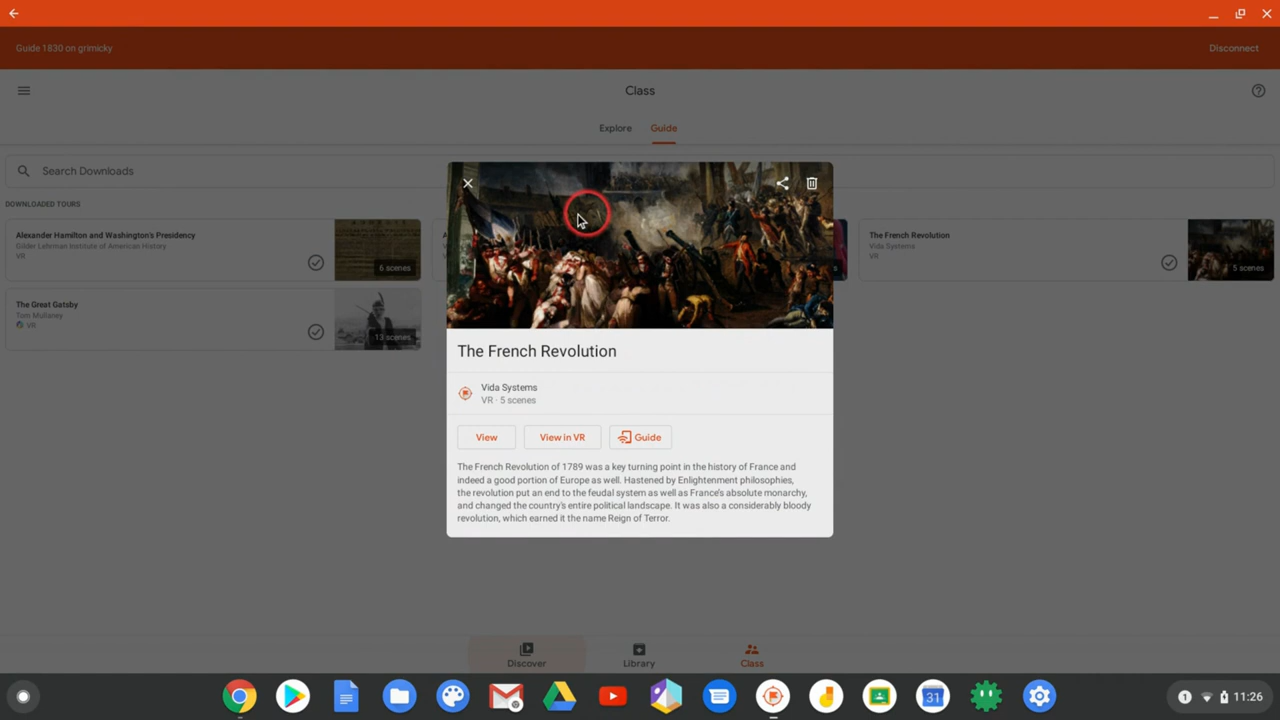 Guide 1830 on grimicky
Disconnect
Class
Explore
Guide
Search Downloads
DOWNLOADED TOURS
Alexander Hamilton and Washington's Presidency
Gilder Lehrman Institute of American History
VR
6 scenes
A
s
The French Revolution
Vida Systems
VR
5 scenes
The Great Gatsby
Tom Mullaney
VR
13 scenes
The French Revolution
Vida Systems
VR · 5 scenes
View
View in VR
Guide
The French Revolution of 1789 was a key turning point in the history of France and
indeed a good portion of Europe as well. Hastened by Enlightenment philosophies,
the revolution put an end to the feudal system as well as France's absolute monarchy,
and changed the country's entire political landscape. It was also a considerably bloody
revolution, which earned it the name Reign of Terror.
Discover
Library
Class
31
1
11:26